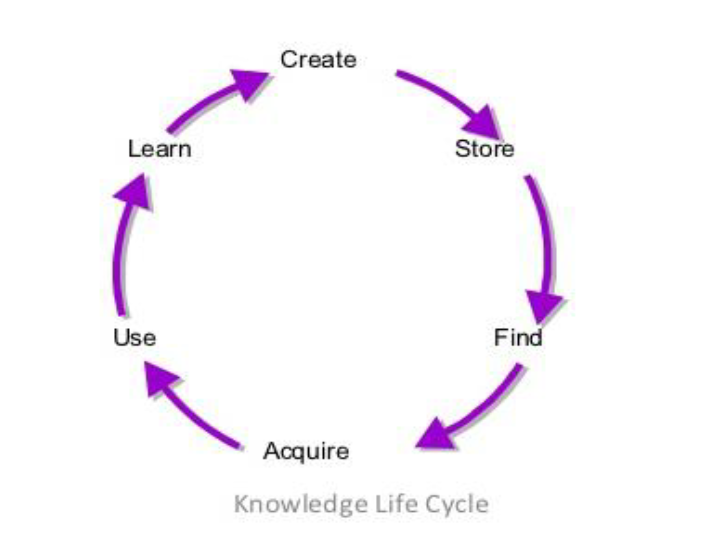 Create
Store
Find
Acquire
Use
Learn
Knowledge Life Cycle